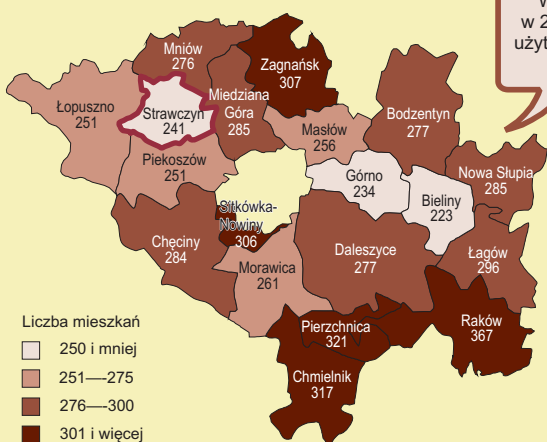 w 2
użyt
Mniów
276
Zagnańsk
307
Łopuszno
251
Strawczyn
241
Miedziana
Góra
285
Masłów
256
Bodzentyn
277
Piekoszów
251
Górno
234
Nowa Słupia
285
Bieliny
223
Sitkówka-
Nowiny
306
Chęciny
284
Daleszyce
277
Łagów
296
Morawica
261
Pierzchnica
321
Raków
367
Chmielnik
317
Liczba mieszkań
250 i mniej
251—-275
276—-300
301 i więcej